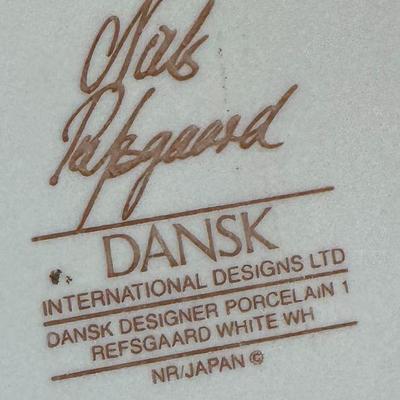 Niels
Refsgaard
DANSK
INTERNATIONAL DESIGNS LTD
DANSK DESIGNER PORCELAIN 1
REFSGAARD WHITE WH
NR/JAPAN ©